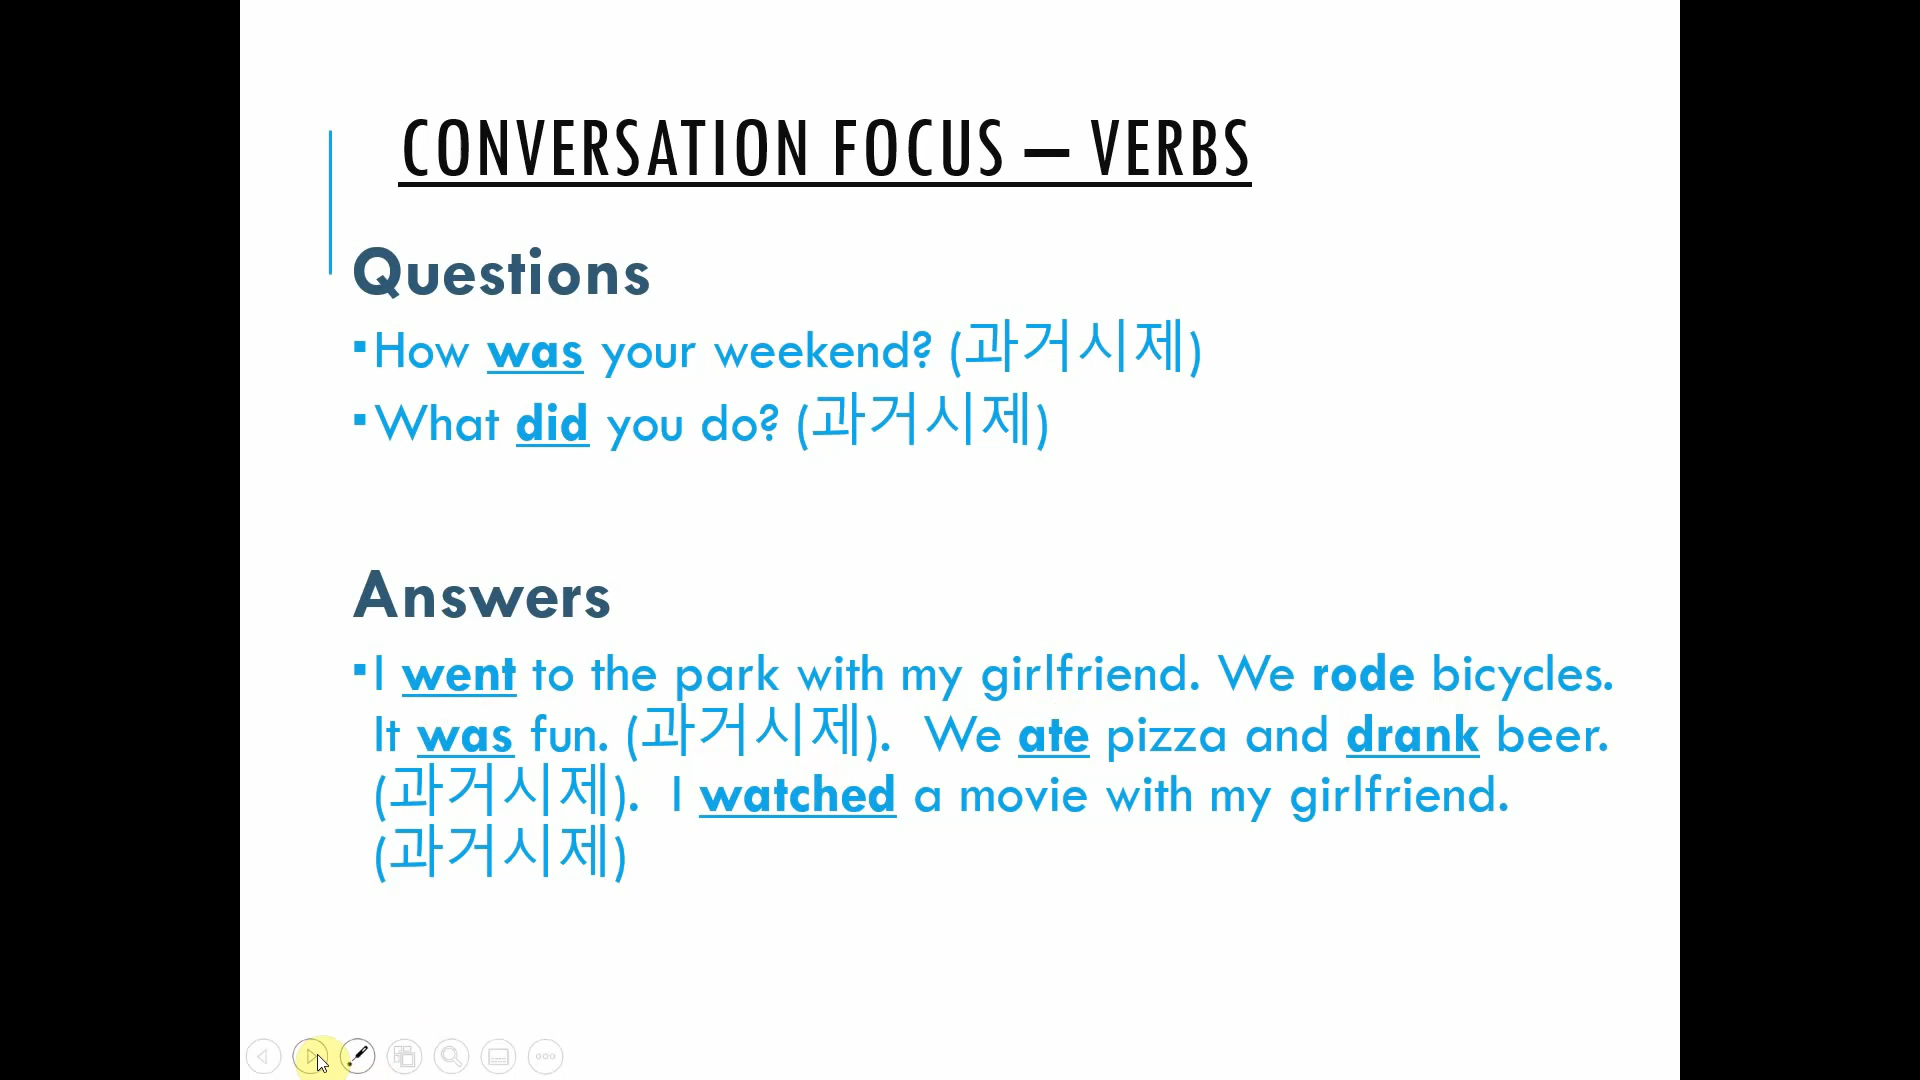 CONVERSATION FOCUS – VERBS
Questions
▪How was your weekend? (과거시제)
▪What did you do? (과거시제)
Answers
▪I went to the park with my girlfriend. We rode bicycles.
It was fun. (과거시제).  We ate pizza and drank beer.
(과거시제).  I watched a movie with my girlfriend.
(과거시제)